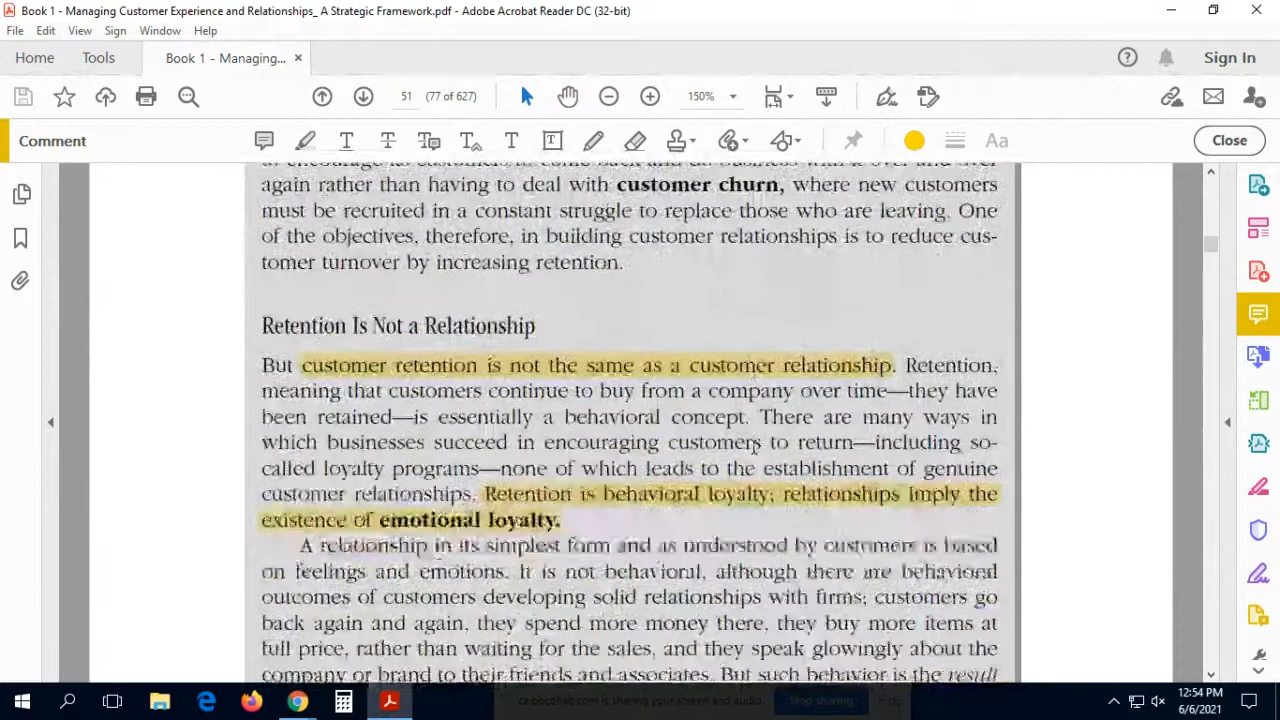 Book 1 - Managing Customer Experience and Relationships_ A Strategic Framework.pdf - Adobe Acrobat Reader DC (32-bit)
File Edit View Sign Window Help
Home Tools Book 1 - Managing... × Sign In
51 (77 of 627) 150%
Comment Close
again rather than having to deal with customer churn, where new customers
must be recruited in a constant struggle to replace those who are leaving. One
of the objectives, therefore, in building customer relationships is to reduce cus-
tomer turnover by increasing retention.
Retention Is Not a Relationship
But customer retention is not the same as a customer relationship. Retention,
meaning that customers continue to buy from a company over time—they have
been retained—is essentially a behavioral concept. There are many ways in
which businesses succeed in encouraging customers to return—including so-
called loyalty programs—none of which leads to the establishment of genuine
customer relationships. Retention is behavioral loyalty; relationships imply the
existence of emotional loyalty.
A relationship in its simplest form and as understood by customers is based
on feelings and emotions. It is not behavioral, although there are behavioral
outcomes of customers developing solid relationships with firms; customers go
back again and again, they spend more money there, they buy more items at
full price, rather than waiting for the sales, and they speak glowingly about the
company or brand to their friends and associates. But such behavior is the result
ca.bbcollab.com is sharing your screen and audio. Stop sharing Hide
12:54 PM
6/6/2021